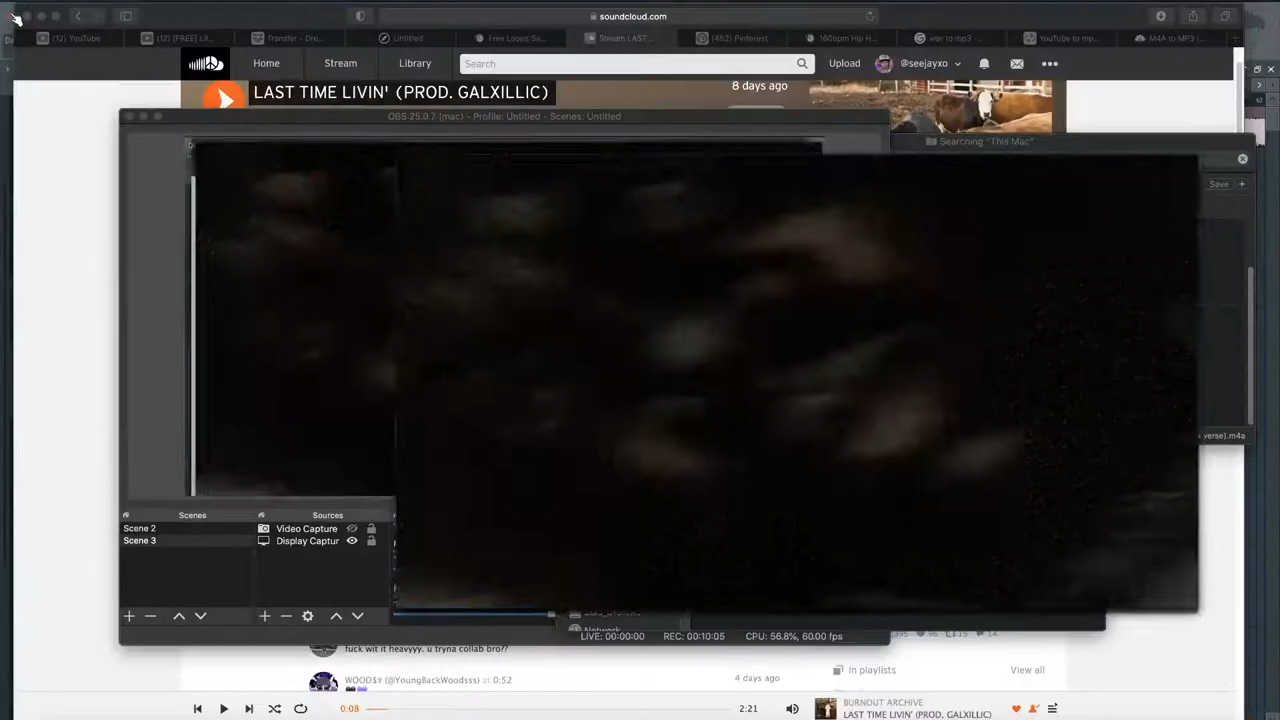 soundcloud.com
(12) YouTube
(12) [FREE] Lil...
Transfer - Dro...
Untitled
Free Loops Sa...
Stream LAST...
(452) Pinterest
160bpm Hip H...
way to mp3 -...
YouTube to mp...
M4A to MP3 |...
Home
Stream
Library
Search
Upload
@seejayxo
LAST TIME LIVIN' (PROD. GALXILLIC)
8 days ago
OBS 25.0.7 (mac) - Profile: Untitled - Scenes: Untitled
Searching "This Mac"
Save
verse).m4a
Scenes
Sources
Scene 2
Scene 3
Video Capture
Display Captur
Network
LIVE: 00:00:00
REC: 00:10:05
CPU: 56.8%, 60.00 fps
fuck wit it heavyyy. u tryna collab bro??
In playlists
View all
(@YoungBackWoodsss) at 0:52
4 days ago
0:08
2:21
BURNOUT ARCHIVE
LAST TIME LIVIN' (PROD. GALXILLIC)